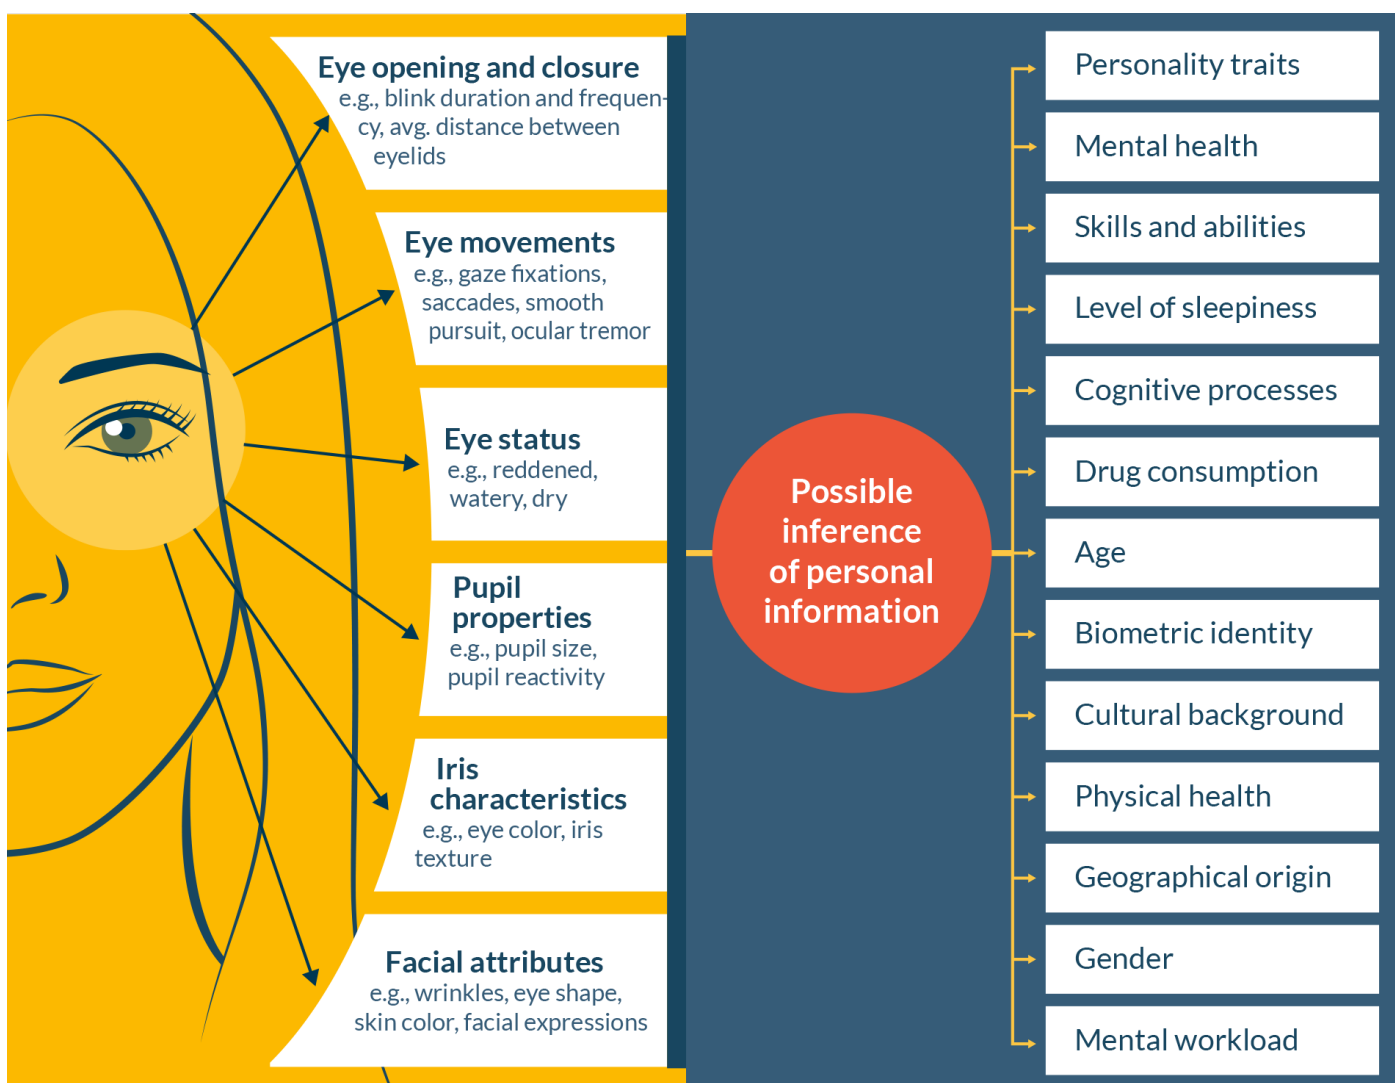 Eye opening and closure
e.g., blink duration and frequen-
cy, avg. distance between
eyelids
Eye movements
e.g., gaze fixations,
saccades, smooth
pursuit, ocular tremor
Eye status
e.g., reddened,
watery, dry
Pupil
properties
e.g., pupil size,
pupil reactivity
Iris
characteristics
e.g., eye color, iris
texture
Facial attributes
e.g., wrinkles, eye shape,
skin color, facial expressions
Possible
inference
of personal
information
Personality traits
Mental health
Skills and abilities
Level of sleepiness
Cognitive processes
Drug consumption
Age
Biometric identity
Cultural background
Physical health
Geographical origin
Gender
Mental workload